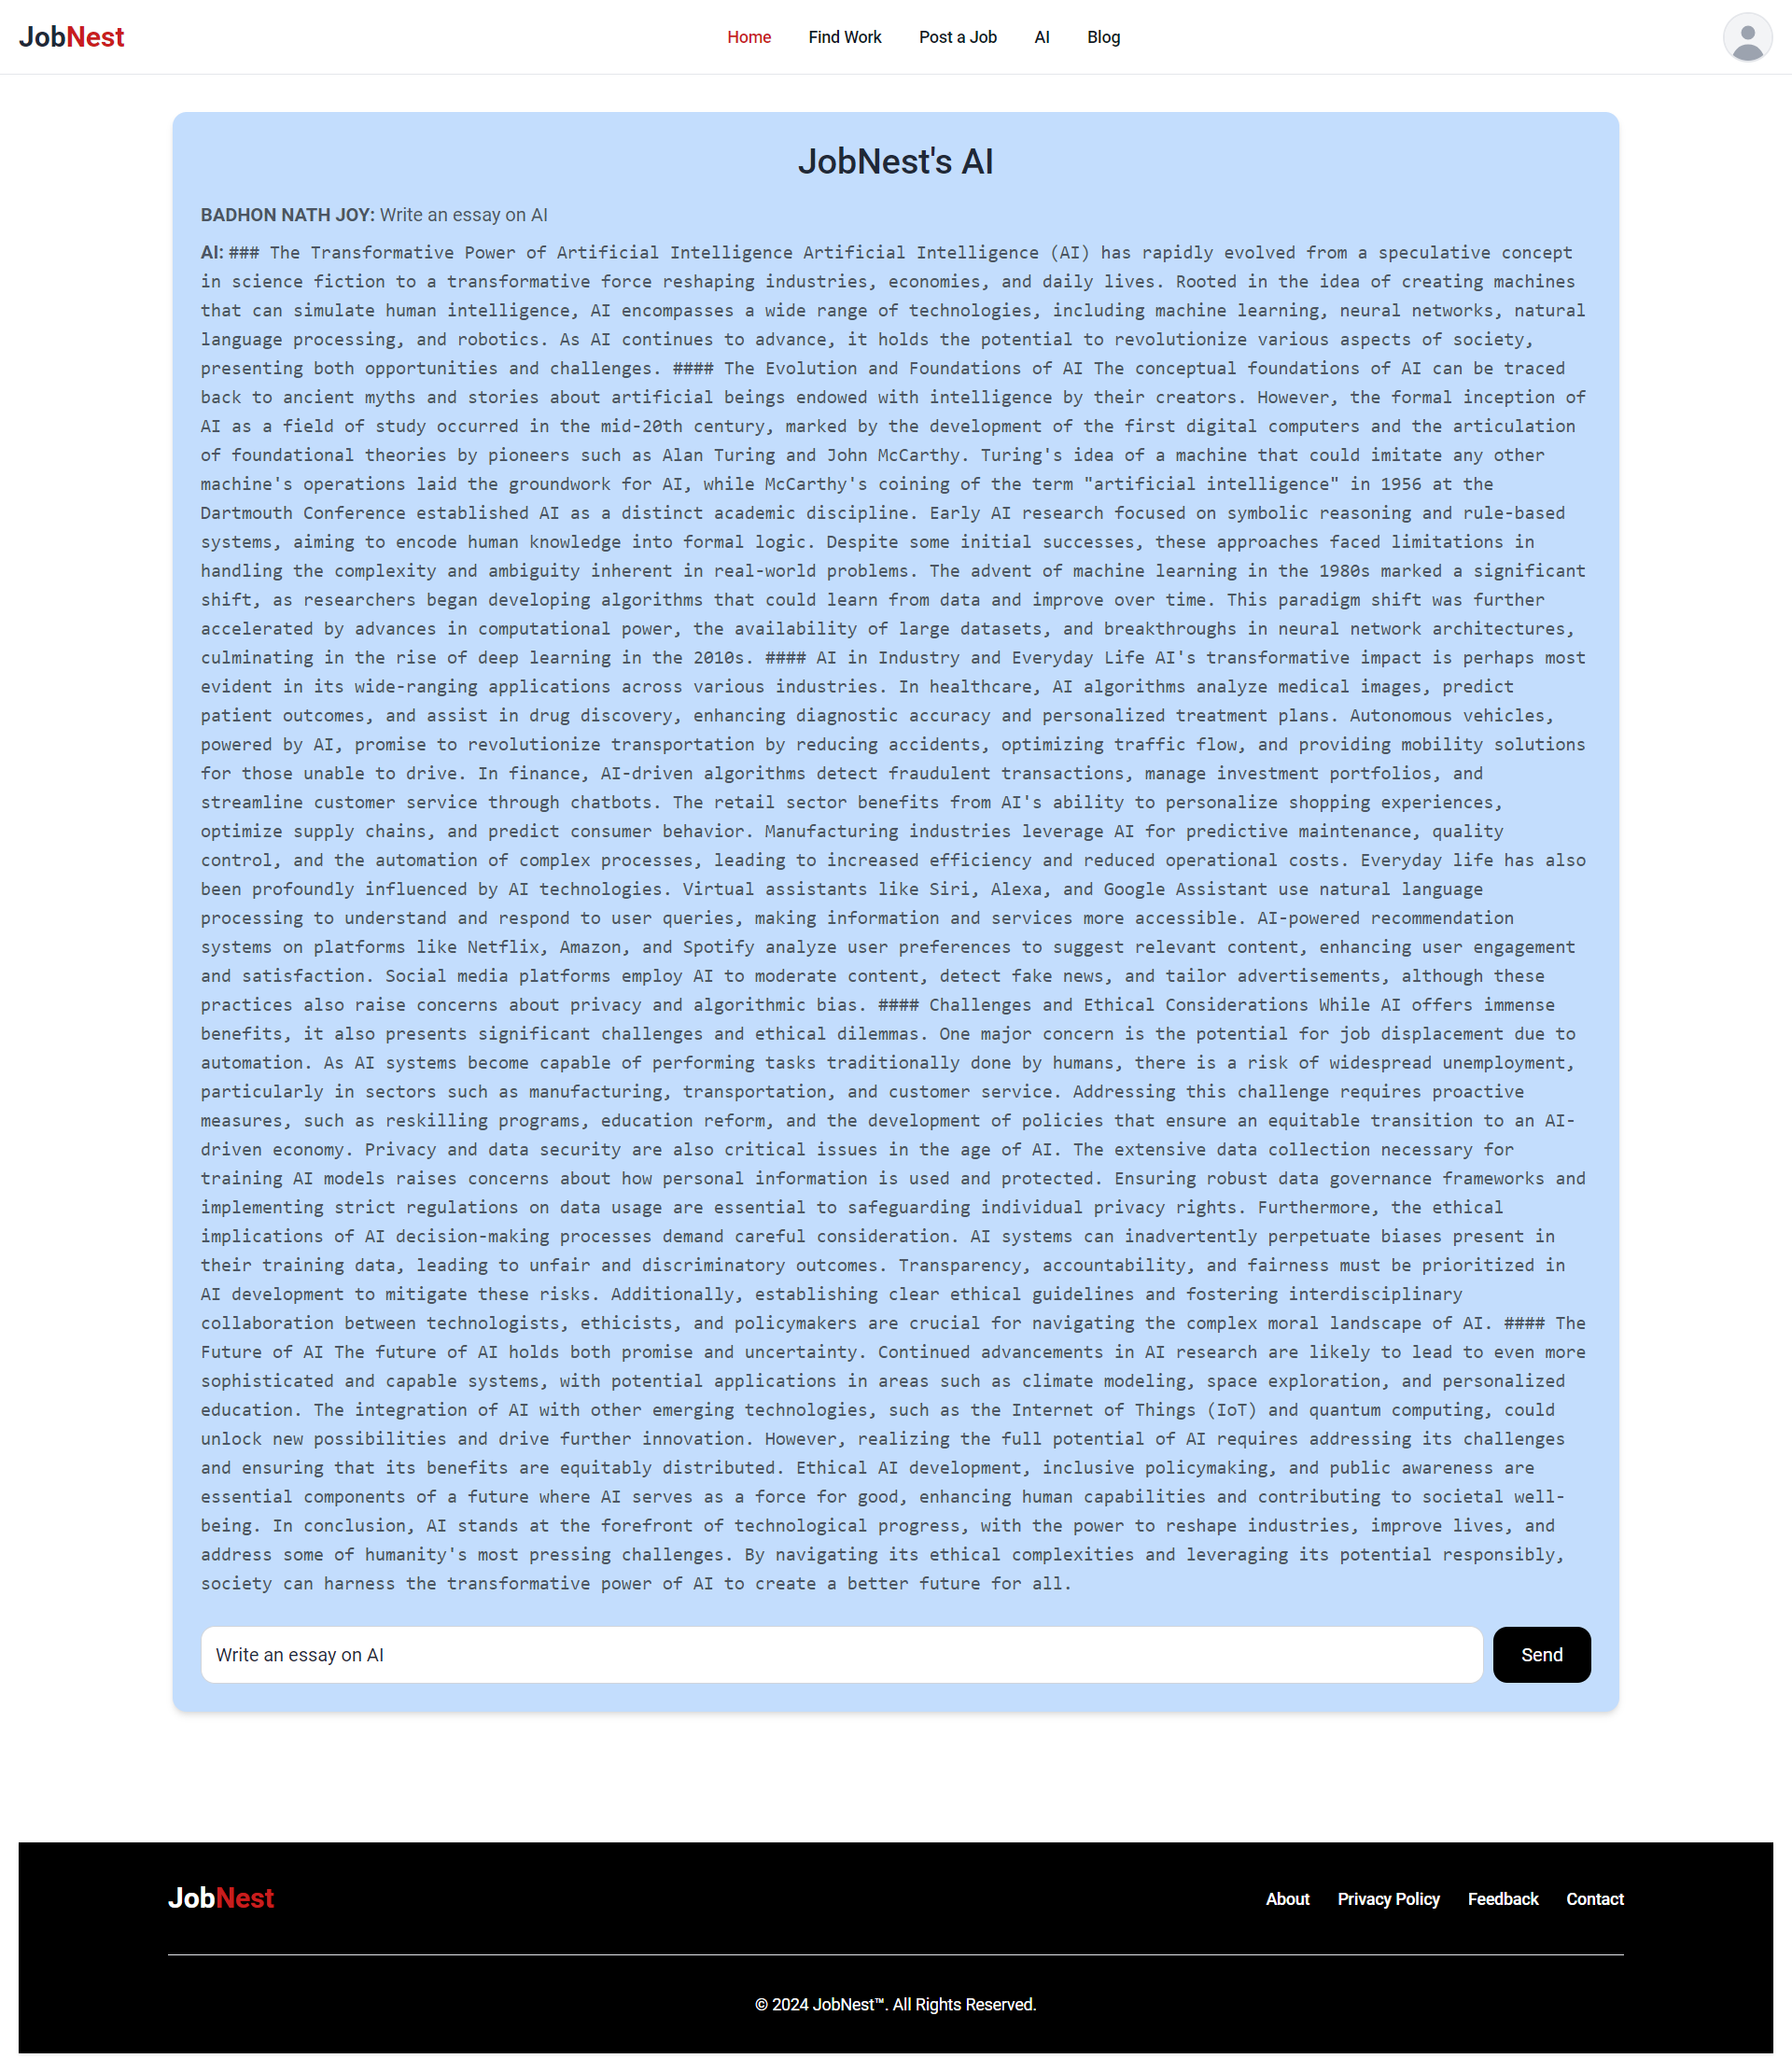 JobNest
Home Find Work Post a Job AI Blog
JobNest's AI
BADHON NATH JOY: Write an essay on AI
AI: ### The Transformative Power of Artificial Intelligence Artificial Intelligence (AI) has rapidly evolved from a speculative concept
in science fiction to a transformative force reshaping industries, economies, and daily lives. Rooted in the idea of creating machines
that can simulate human intelligence, AI encompasses a wide range of technologies, including machine learning, neural networks, natural
language processing, and robotics. As AI continues to advance, it holds the potential to revolutionize various aspects of society,
presenting both opportunities and challenges. #### The Evolution and Foundations of AI The conceptual foundations of AI can be traced
back to ancient myths and stories about artificial beings endowed with intelligence by their creators. However, the formal inception of
AI as a field of study occurred in the mid-20th century, marked by the development of the first digital computers and the articulation
of foundational theories by pioneers such as Alan Turing and John McCarthy. Turing's idea of a machine that could imitate any other
machine's operations laid the groundwork for AI, while McCarthy's coining of the term "artificial intelligence" in 1956 at the
Dartmouth Conference established AI as a distinct academic discipline. Early AI research focused on symbolic reasoning and rule-based
systems, aiming to encode human knowledge into formal logic. Despite some initial successes, these approaches faced limitations in
handling the complexity and ambiguity inherent in real-world problems. The advent of machine learning in the 1980s marked a significant
shift, as researchers began developing algorithms that could learn from data and improve over time. This paradigm shift was further
accelerated by advances in computational power, the availability of large datasets, and breakthroughs in neural network architectures,
culminating in the rise of deep learning in the 2010s. #### AI in Industry and Everyday Life AI's transformative impact is perhaps most
evident in its wide-ranging applications across various industries. In healthcare, AI algorithms analyze medical images, predict
patient outcomes, and assist in drug discovery, enhancing diagnostic accuracy and personalized treatment plans. Autonomous vehicles,
powered by AI, promise to revolutionize transportation by reducing accidents, optimizing traffic flow, and providing mobility solutions
for those unable to drive. In finance, AI-driven algorithms detect fraudulent transactions, manage investment portfolios, and
streamline customer service through chatbots. The retail sector benefits from AI's ability to personalize shopping experiences,
optimize supply chains, and predict consumer behavior. Manufacturing industries leverage AI for predictive maintenance, quality
control, and the automation of complex processes, leading to increased efficiency and reduced operational costs. Everyday life has also
been profoundly influenced by AI technologies. Virtual assistants like Siri, Alexa, and Google Assistant use natural language
processing to understand and respond to user queries, making information and services more accessible. AI-powered recommendation
systems on platforms like Netflix, Amazon, and Spotify analyze user preferences to suggest relevant content, enhancing user engagement
and satisfaction. Social media platforms employ AI to moderate content, detect fake news, and tailor advertisements, although these
practices also raise concerns about privacy and algorithmic bias. #### Challenges and Ethical Considerations While AI offers immense
benefits, it also presents significant challenges and ethical dilemmas. One major concern is the potential for job displacement due to
automation. As AI systems become capable of performing tasks traditionally done by humans, there is a risk of widespread unemployment,
particularly in sectors such as manufacturing, transportation, and customer service. Addressing this challenge requires proactive
measures, such as reskilling programs, education reform, and the development of policies that ensure an equitable transition to an AI-
driven economy. Privacy and data security are also critical issues in the age of AI. The extensive data collection necessary for
training AI models raises concerns about how personal information is used and protected. Ensuring robust data governance frameworks and
implementing strict regulations on data usage are essential to safeguarding individual privacy rights. Furthermore, the ethical
implications of AI decision-making processes demand careful consideration. AI systems can inadvertently perpetuate biases present in
their training data, leading to unfair and discriminatory outcomes. Transparency, accountability, and fairness must be prioritized in
AI development to mitigate these risks. Additionally, establishing clear ethical guidelines and fostering interdisciplinary
collaboration between technologists, ethicists, and policymakers are crucial for navigating the complex moral landscape of AI. #### The
Future of AI The future of AI holds both promise and uncertainty. Continued advancements in AI research are likely to lead to even more
sophisticated and capable systems, with potential applications in areas such as climate modeling, space exploration, and personalized
education. The integration of AI with other emerging technologies, such as the Internet of Things (IoT) and quantum computing, could
unlock new possibilities and drive further innovation. However, realizing the full potential of AI requires addressing its challenges
and ensuring that its benefits are equitably distributed. Ethical AI development, inclusive policymaking, and public awareness are
essential components of a future where AI serves as a force for good, enhancing human capabilities and contributing to societal well-
being. In conclusion, AI stands at the forefront of technological progress, with the power to reshape industries, improve lives, and
address some of humanity's most pressing challenges. By navigating its ethical complexities and leveraging its potential responsibly,
society can harness the transformative power of AI to create a better future for all.
Write an essay on AI
Send
JobNest
About Privacy Policy Feedback Contact
© 2024 JobNest™. All Rights Reserved.